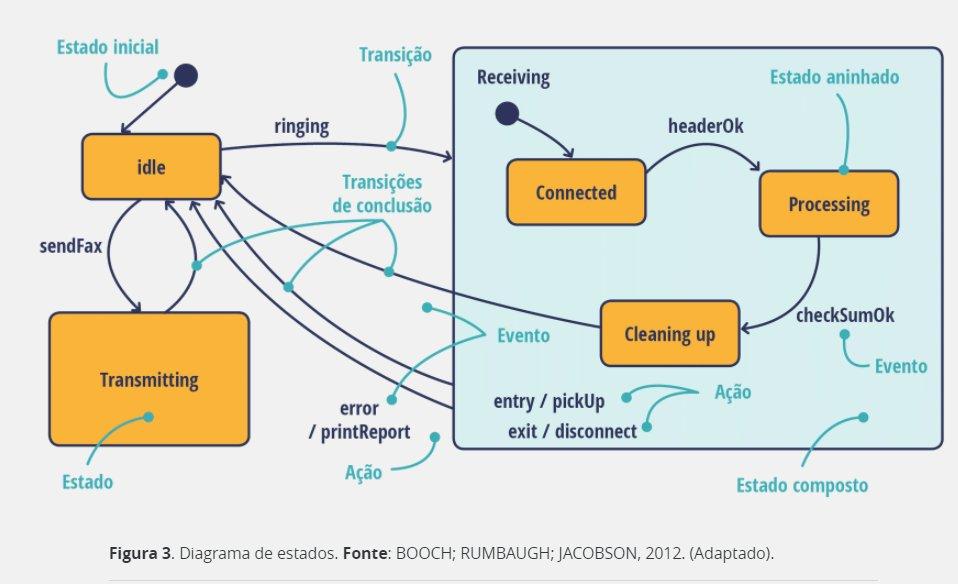 Estado inicial
Transição
Receiving
Estado aninhado
ringing
headerOk
idle
Connected
Processing
Transições
de conclusão
sendFax
checkSumOk
Cleaning up
Evento
Evento
Transmitting
entry / pickUp
Ação
exit / disconnect
error
/ printReport
Ação
Estado
Estado composto
Figura 3. Diagrama de estados. Fonte: BOOCH; RUMBAUGH; JACOBSON, 2012. (Adaptado).